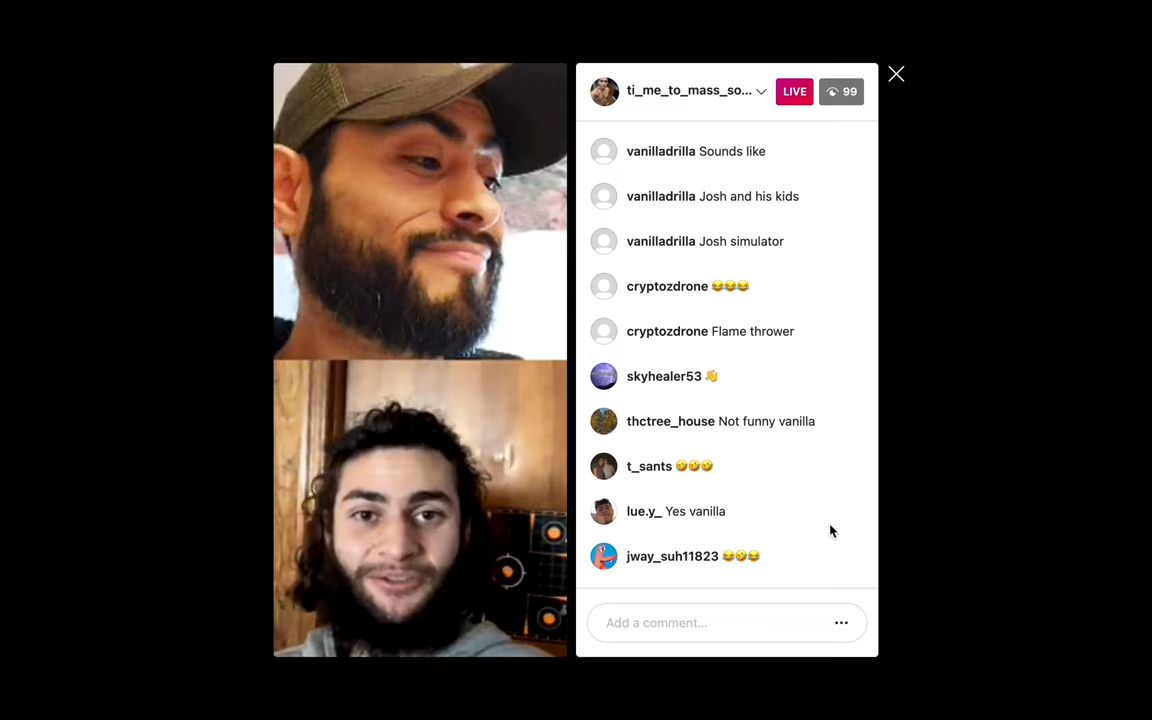 ti_me_to_mass_so...
LIVE
99
vanilladrilla Sounds like
vanilladrilla Josh and his kids
vanilladrilla Josh simulator
cryptozdrone 😂😂😂
cryptozdrone Flame thrower
skyhealer53 👋
thctree_house Not funny vanilla
t_sants 🤣🤣🤣
lue.y_ Yes vanilla
jway_suh11823 😂🤣😂
Add a comment...